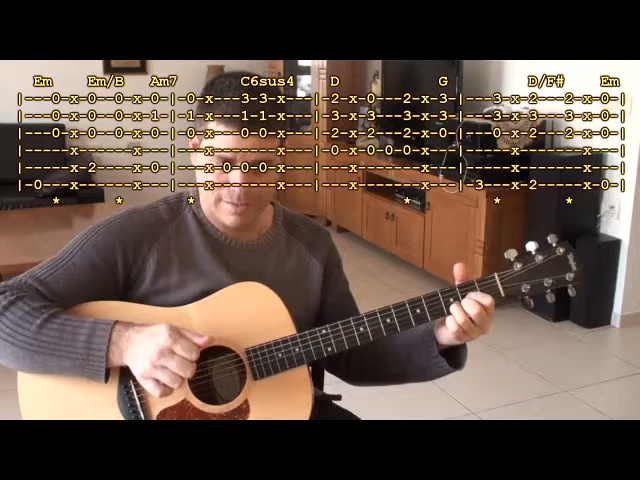 Em Em/B Am7 C6sus4 D G D/F# Em
|---0-x-0--0-x-0-|-0-x---3-3-x---|-2-x-0---2-x-3-|---3-x-2---2-x-0-|
|---0-x-0--0-x-1-|-1-x---1-1-x---|-3-x-3---3-x-3-|---3-x-3---3-x-0-|
|---0-x-0--0-x-0-|-0-x---0-0-x---|-2-x-2---2-x-0-|---0-x-2---2-x-0-|
|-----x------x---|---x-------x---|-0-x-0-0-0-x---|-----x-------x---|
|-----x-2----x-0-|---x-0-0-0-x---|---x-------x---|-----x-------x---|
|-0---x------x---|---x-------x---|---x-------x---|-3---x-2-----x-0-|
* * * * * *